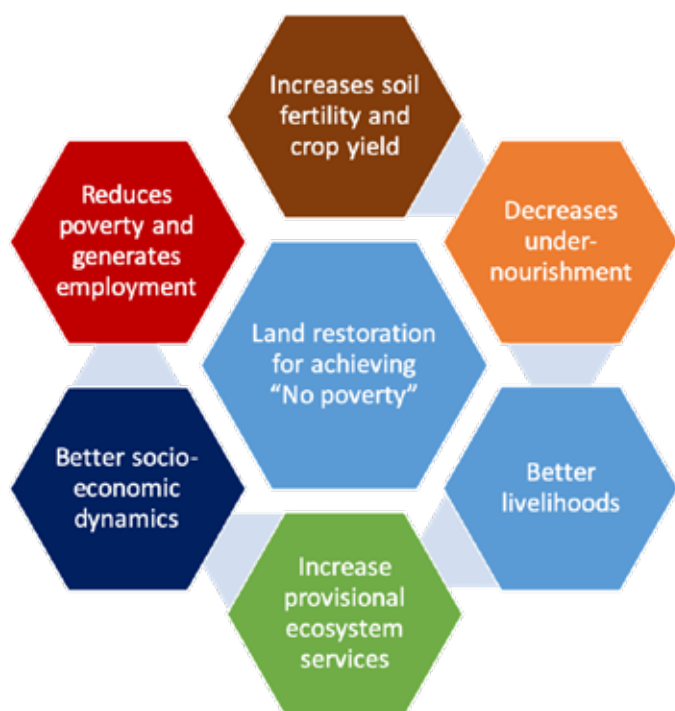 Increases soil
fertility and
crop yield
Decreases
under-
nourishment
Better
livelihoods
Increase
provisional
ecosystem
services
Better socio-
economic
dynamics
Reduces
poverty and
generates
employment
Land restoration
for achieving
“No poverty”